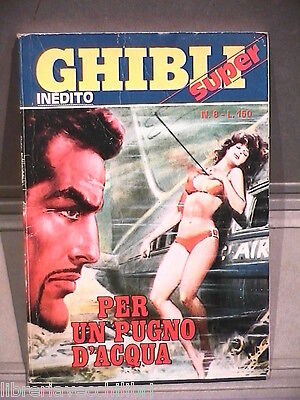 GHIBLI
super
INEDITO
N. 8 - L. 150
C' AIR
PER
UN PUGNO
D'ACQUA